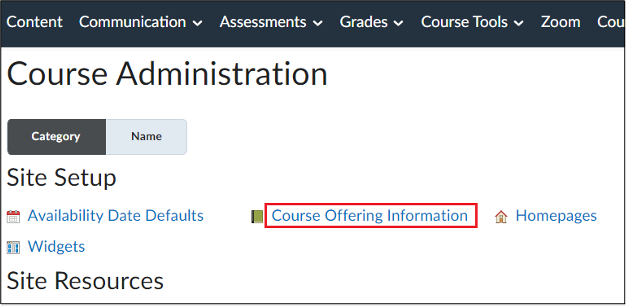 Content Communication Assessments Grades Course Tools Zoom Cou
Course Administration
Category Name
Site Setup
Availability Date Defaults Course Offering Information Homepages
Widgets
Site Resources